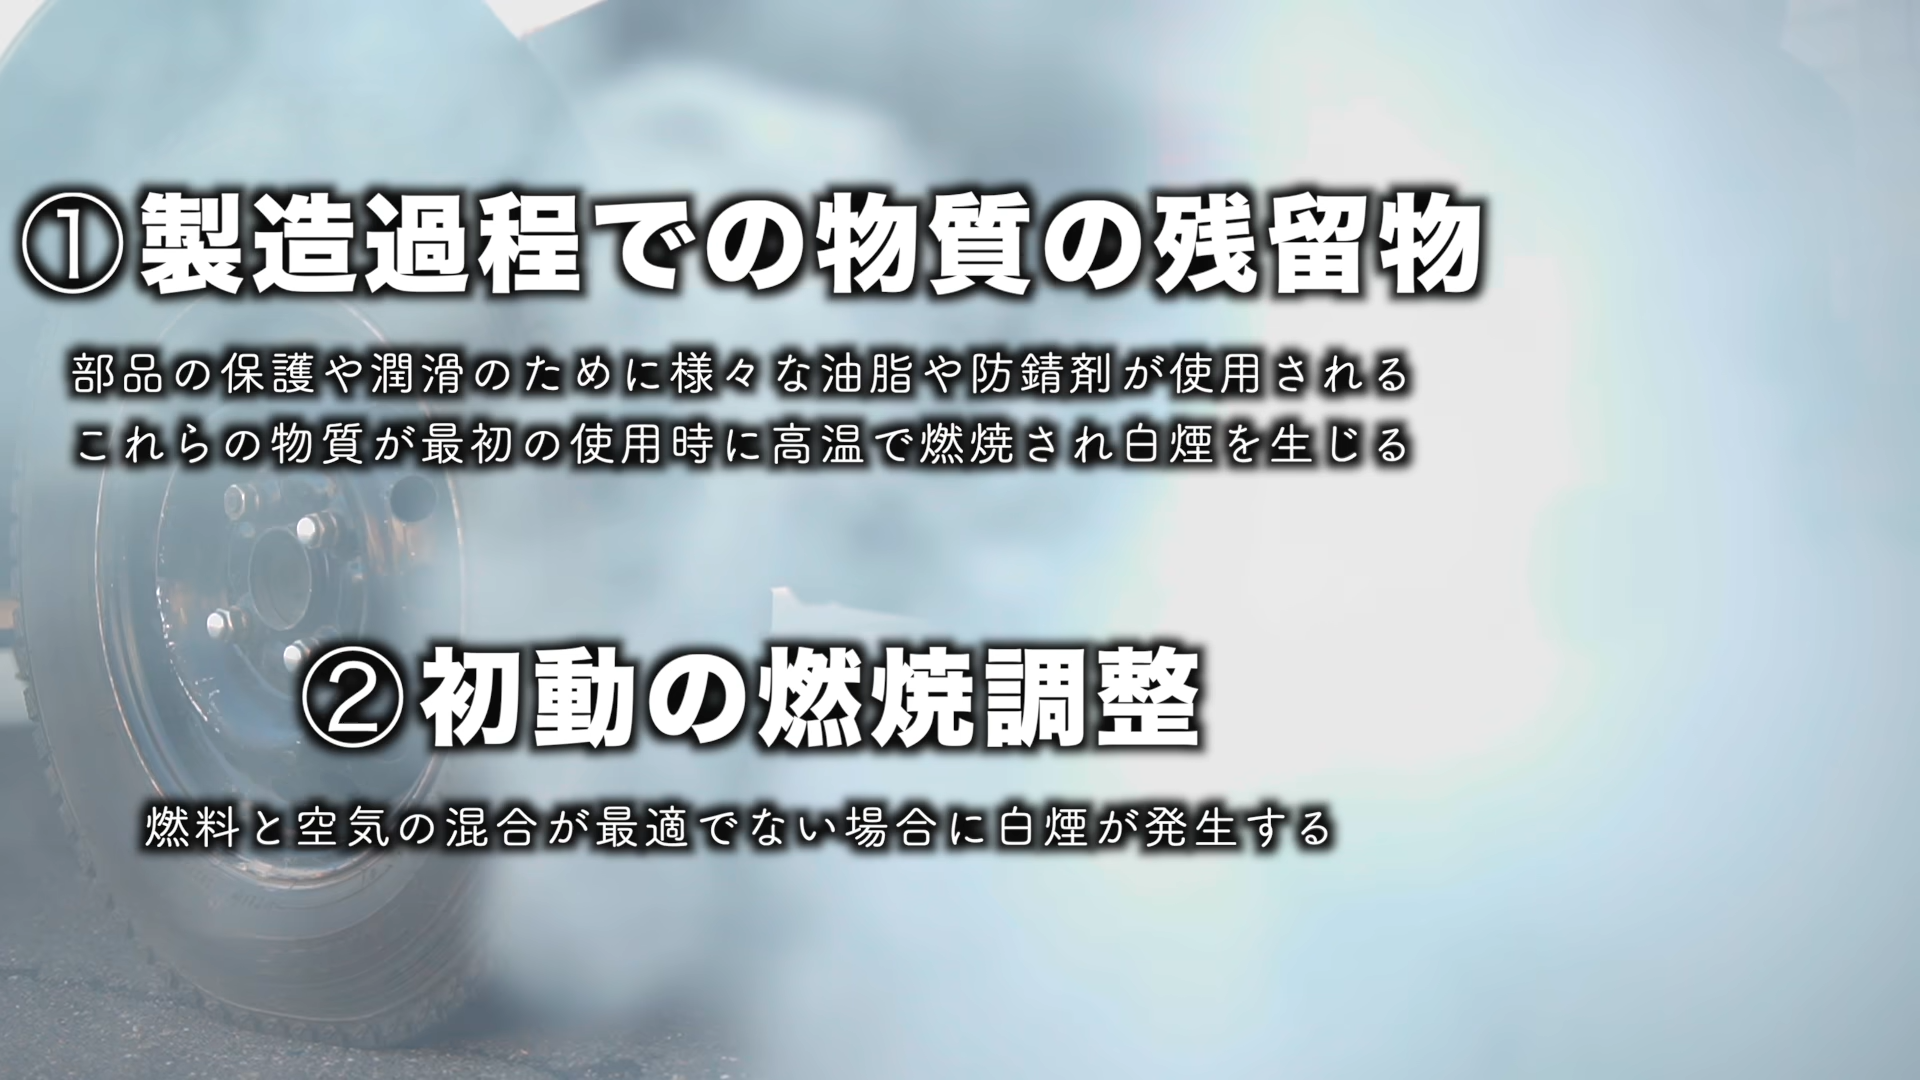 ①製造過程での物質の残留物
部品の保護や潤滑のために様々な油脂や防錆剤が使用される
これらの物質が最初の使用時に高温で燃焼され白煙を生じる
②初動の燃焼調整
燃料と空気の混合が最適でない場合に白煙が発生する